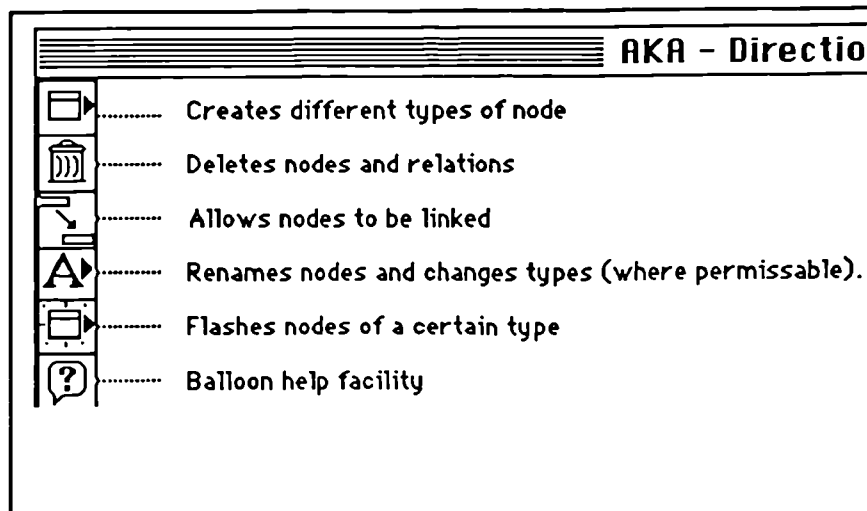 AKA - Directio
Creates different types of node
Deletes nodes and relations
Allows nodes to be linked
A
Renames nodes and changes types (where permissable).
Flashes nodes of a certain type
?
Balloon help facility